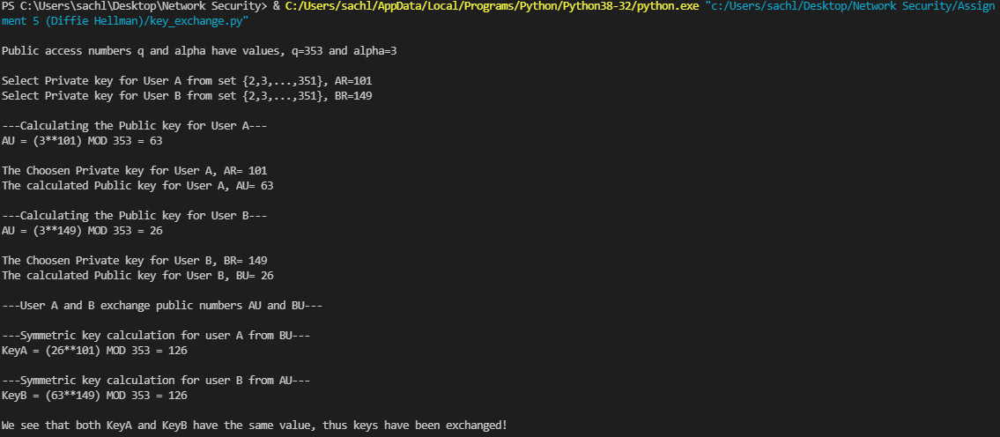 PS C:\Users\sachl\Desktop\Network Security> & C:/Users/sachl/AppData/Local/Programs/Python/Python38-32/python.exe "c:/Users/sachl/Desktop/Network Security/Assign
ment 5 (Diffie Hellman)/key_exchange.py"
Public access numbers q and alpha have values, q=353 and alpha=3
Select Private key for User A from set {2,3,...,351}, AR=101
Select Private key for User B from set {2,3,...,351}, BR=149
---Calculating the Public key for User A---
AU = (3**101) MOD 353 = 63
The Choosen Private key for User A, AR= 101
The calculated Public key for User A, AU= 63
---Calculating the Public key for User B---
AU = (3**149) MOD 353 = 26
The Choosen Private key for User B, BR= 149
The calculated Public key for User B, BU= 26
---User A and B exchange public numbers AU and BU---
---Symmetric key calculation for user A from BU---
KeyA = (26**101) MOD 353 = 126
---Symmetric key calculation for user B from AU---
KeyB = (63**149) MOD 353 = 126
We see that both KeyA and KeyB have the same value, thus keys have been exchanged!